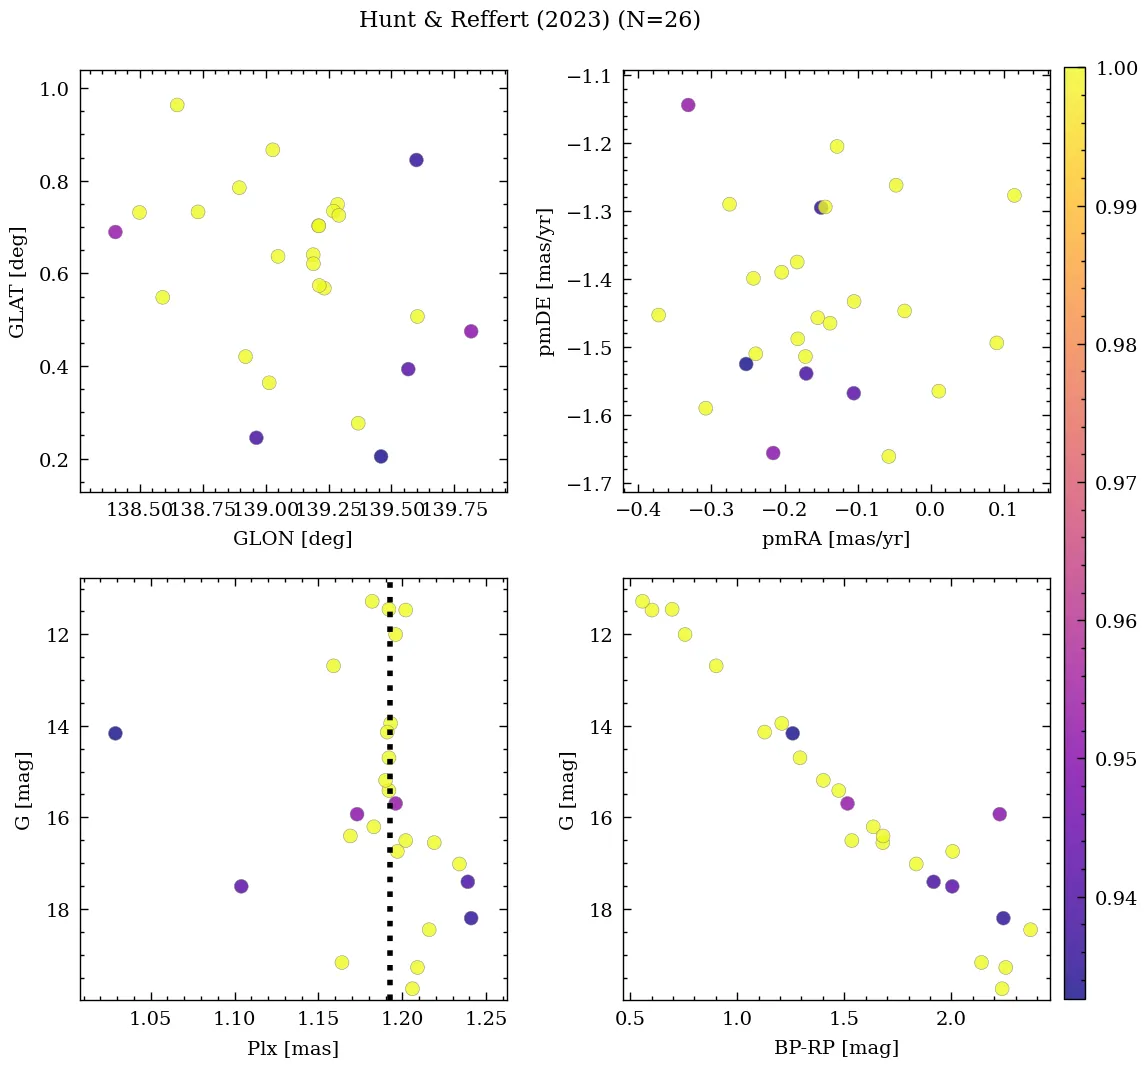 Hunt & Reffert (2023) (N=26)
1.0
0.8
0.6
0.4
0.2
GLAT [deg]
138.50 138.75 139.00 139.25 139.50 139.75
GLON [deg]
−1.1
−1.2
−1.3
−1.4
−1.5
−1.6
−1.7
pmDE [mas/yr]
−0.4 −0.3 −0.2 −0.1 0.0 0.1
pmRA [mas/yr]
12
14
16
18
G [mag]
1.05 1.10 1.15 1.20 1.25
Plx [mas]
12
14
16
18
G [mag]
0.5 1.0 1.5 2.0
BP-RP [mag]
1.00
0.99
0.98
0.97
0.96
0.95
0.94